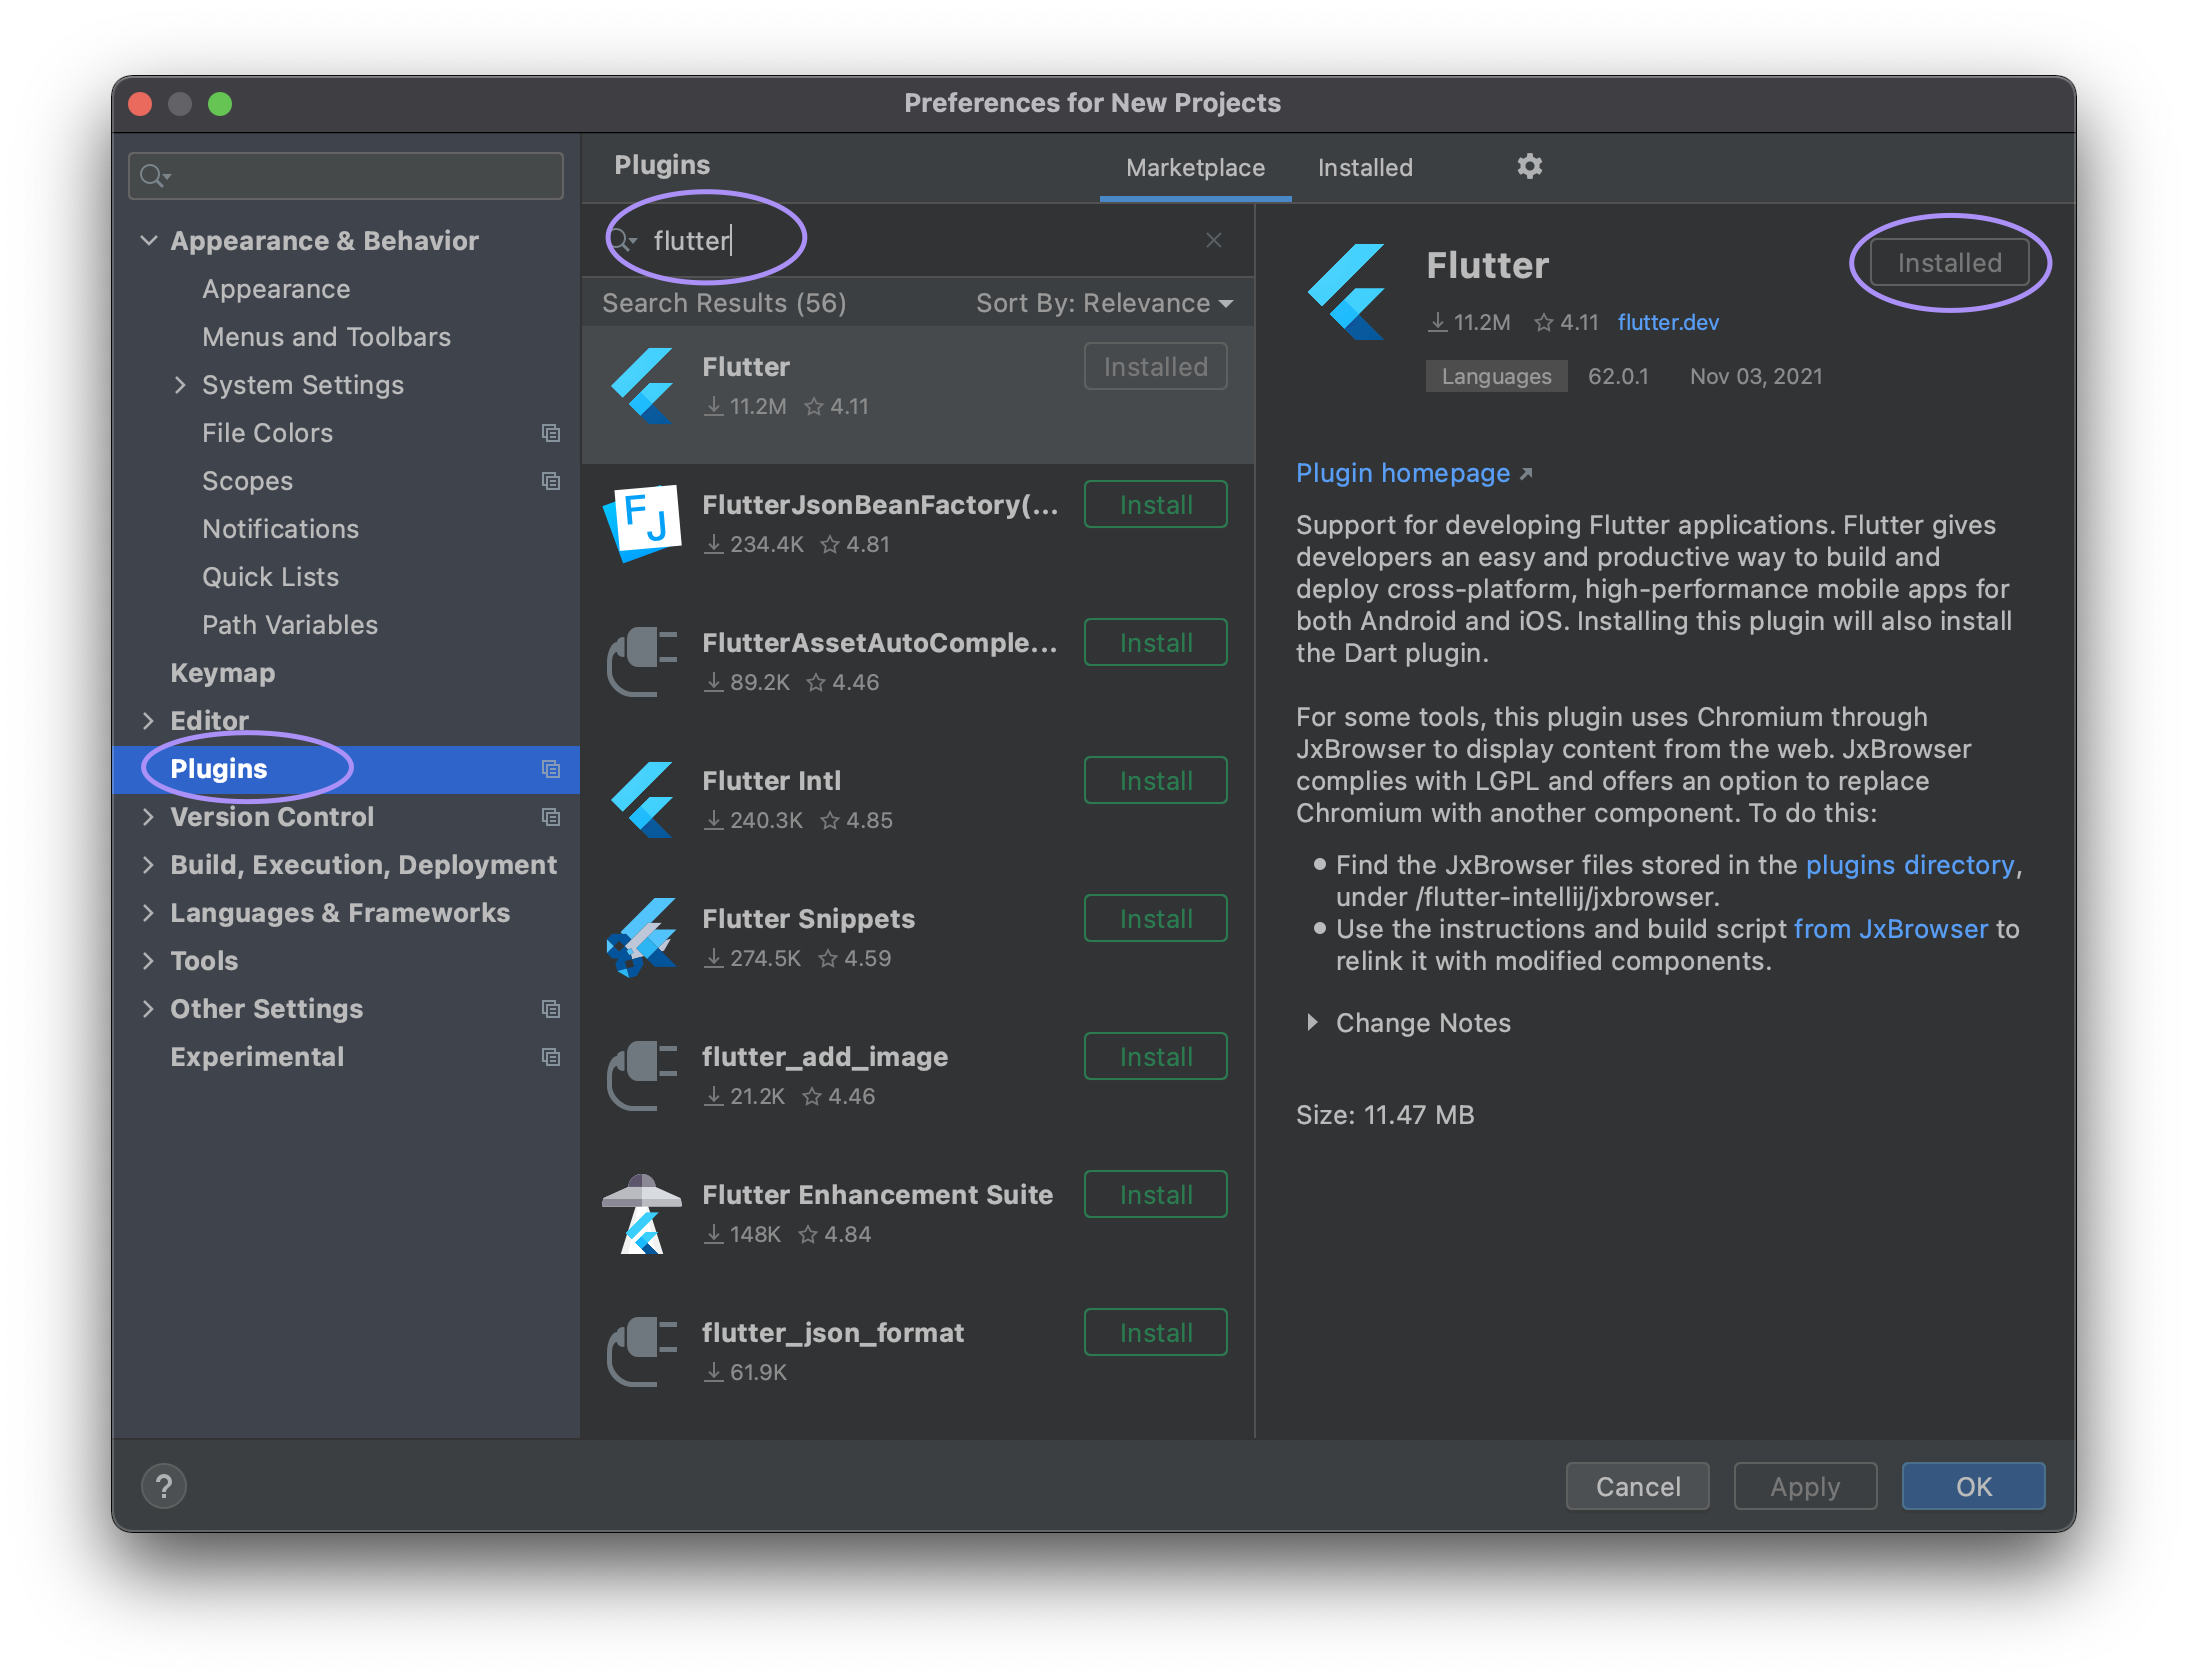 Preferences for New Projects
Appearance & Behavior
Appearance
Menus and Toolbars
System Settings
File Colors
Scopes
Notifications
Quick Lists
Path Variables
Keymap
Editor
Plugins
Version Control
Build, Execution, Deployment
Languages & Frameworks
Tools
Other Settings
Experimental
Plugins
Marketplace
Installed
flutter
Search Results (56)
Sort By: Relevance
Flutter
Installed
11.2M 4.11
FlutterJsonBeanFactory(...
Install
234.4K 4.81
FlutterAssetAutoComple...
Install
89.2K 4.46
Flutter Intl
Install
240.3K 4.85
Flutter Snippets
Install
274.5K 4.59
flutter_add_image
Install
21.2K 4.46
Flutter Enhancement Suite
Install
148K 4.84
flutter_json_format
Install
61.9K
Flutter
Installed
11.2M 4.11 flutter.dev
Languages 62.0.1 Nov 03, 2021
Plugin homepage
Support for developing Flutter applications. Flutter gives
developers an easy and productive way to build and
deploy cross-platform, high-performance mobile apps for
both Android and iOS. Installing this plugin will also install
the Dart plugin.
For some tools, this plugin uses Chromium through
JxBrowser to display content from the web. JxBrowser
complies with LGPL and offers an option to replace
Chromium with another component. To do this:
Find the JxBrowser files stored in the plugins directory,
under /flutter-intellij/jxbrowser.
Use the instructions and build script from JxBrowser to
relink it with modified components.
Change Notes
Size: 11.47 MB
?
Cancel
Apply
OK